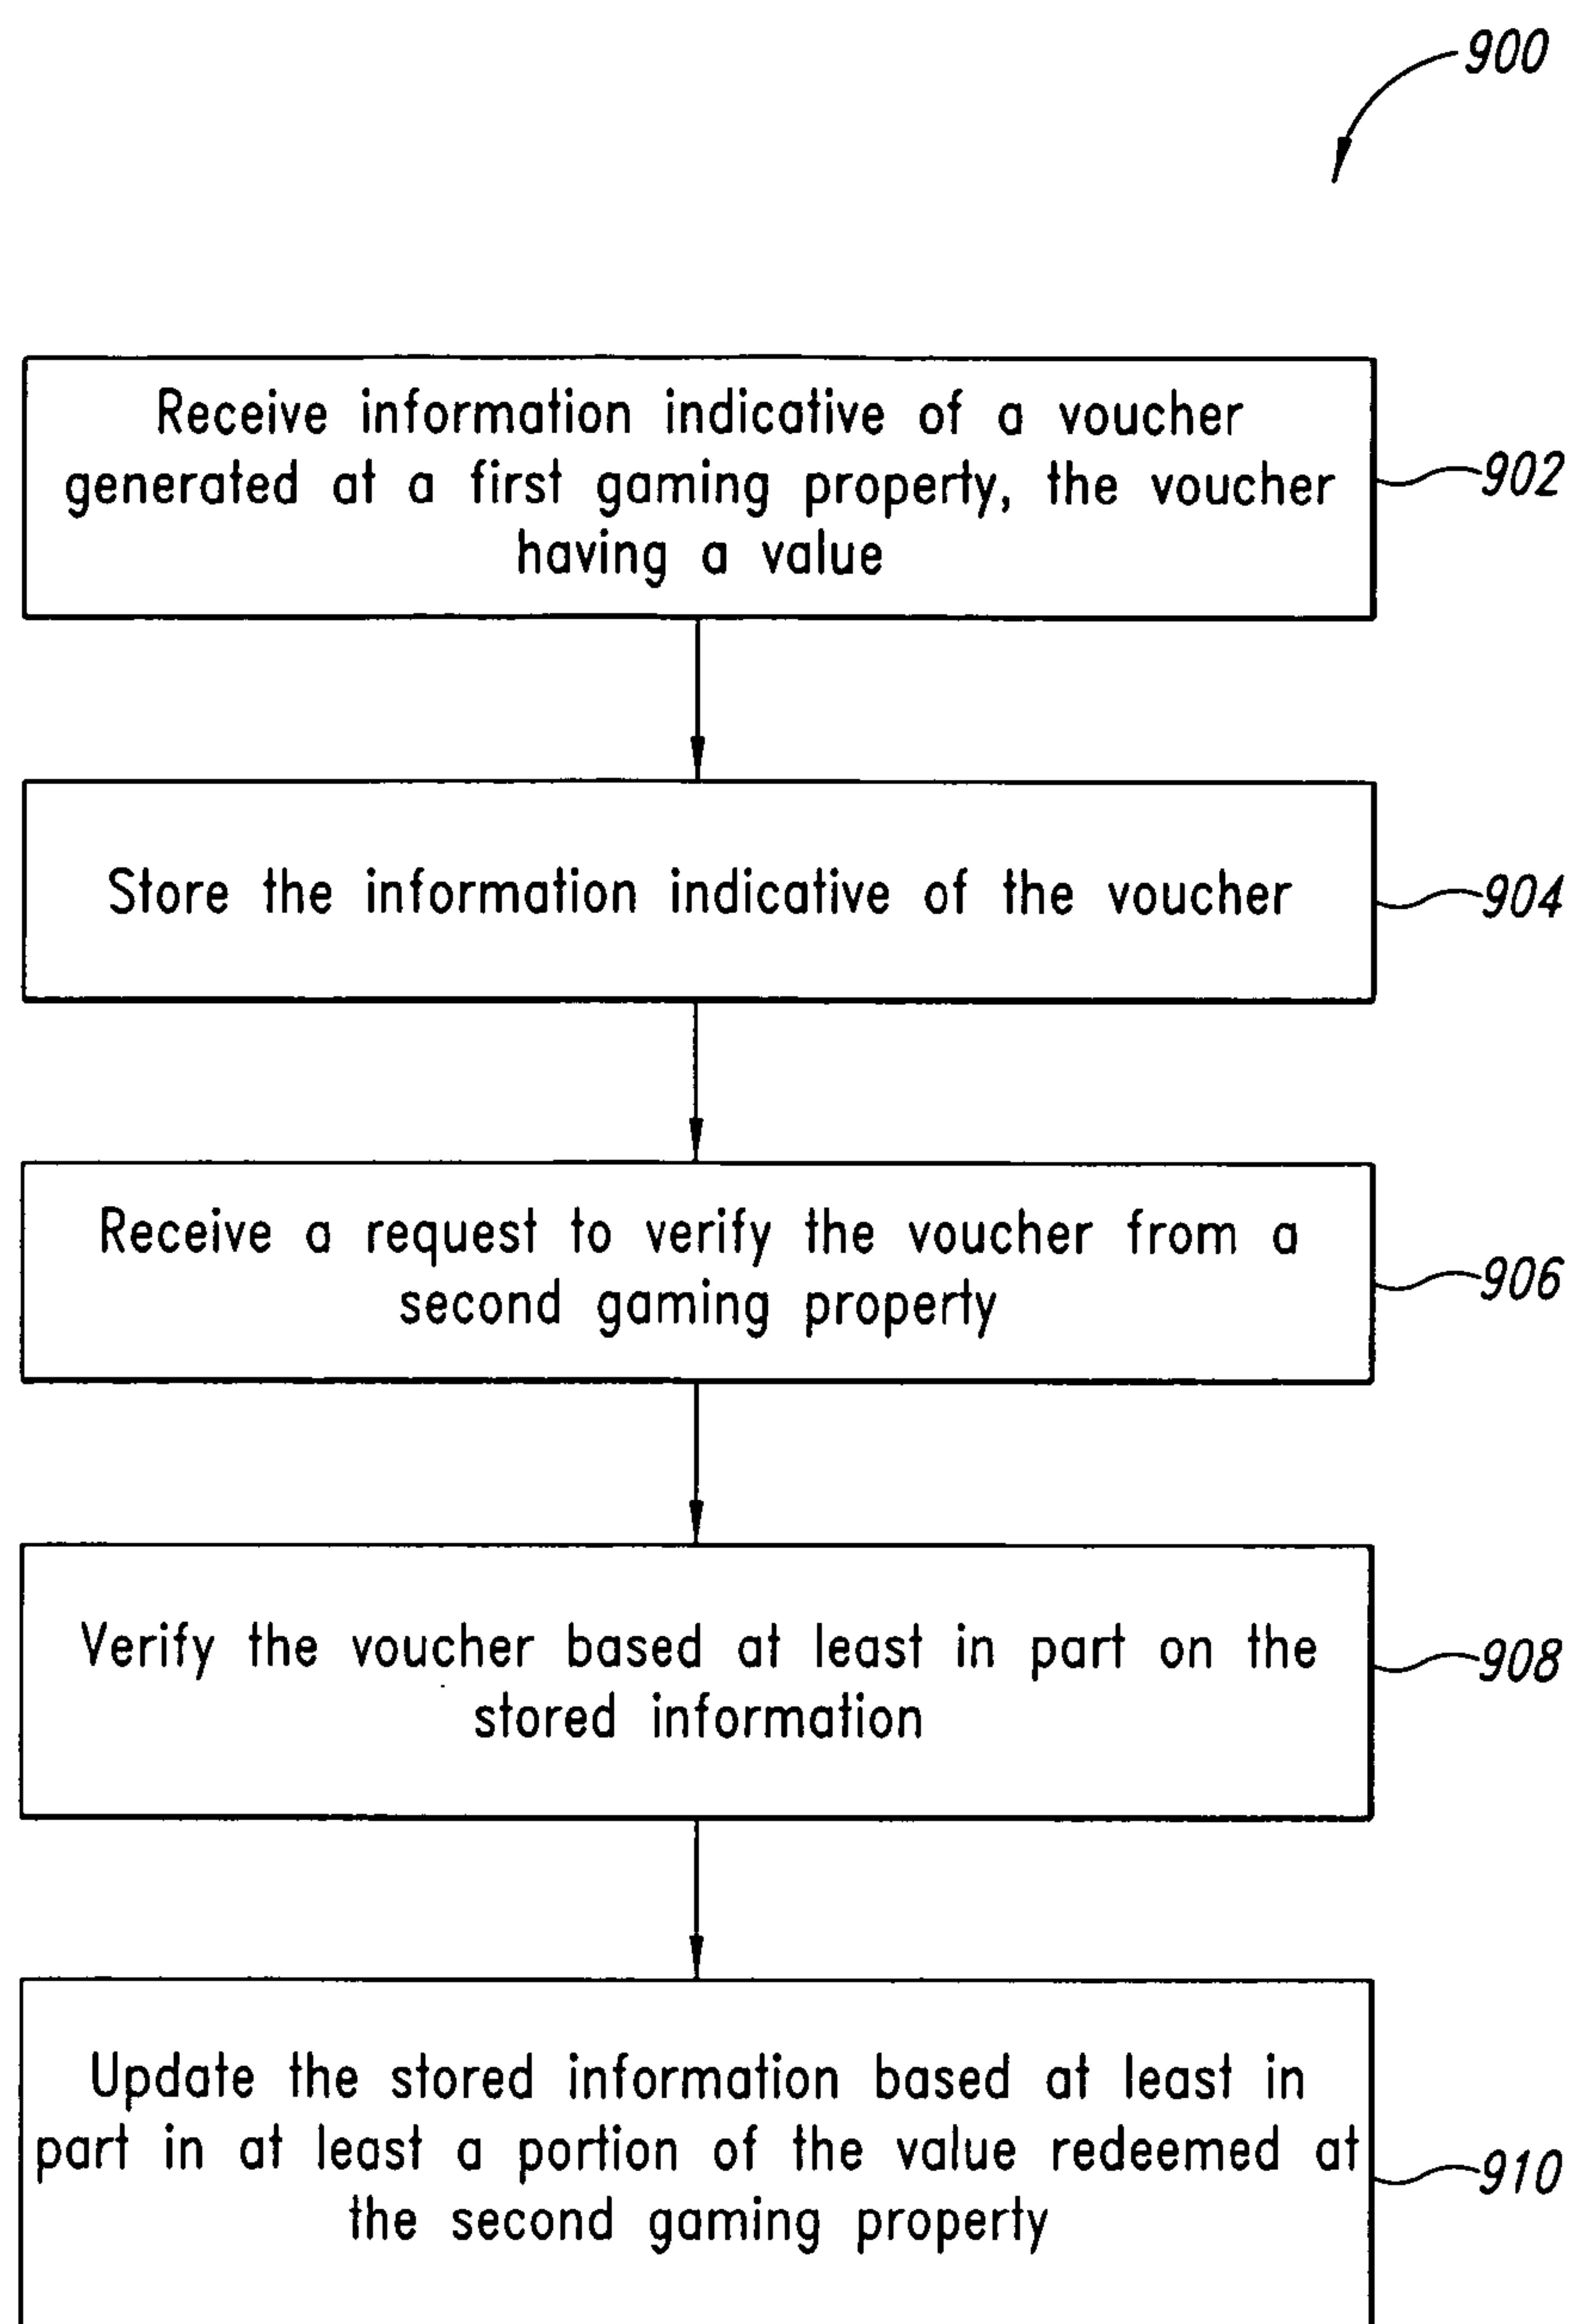 900
Receive information indicative of a voucher
generated at a first gaming property, the voucher
having a value
902
Store the information indicative of the voucher
904
Receive a request to verify the voucher from a
second gaming property
906
Verify the voucher based at least in part on the
stored information
908
Update the stored information based at least in
part in at least a portion of the value redeemed at
the second gaming property
910